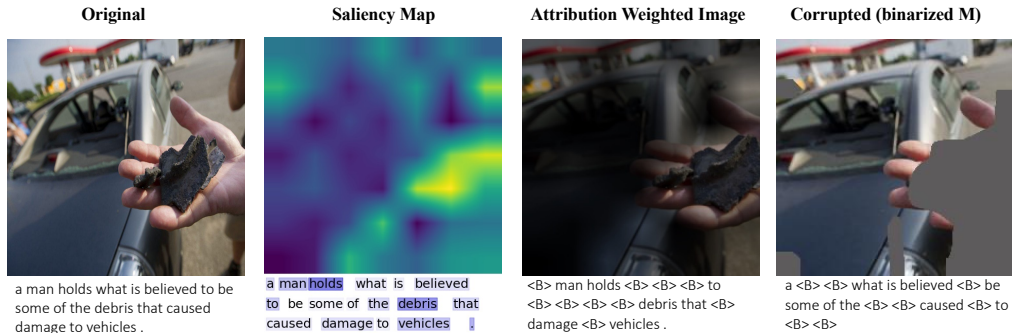 Original
Saliency Map
Attribution Weighted Image
Corrupted (binarized M)
a man holds what is believed to be
some of the debris that caused
damage to vehicles .
a man holds what is believed
to be some of the debris that
caused damage to vehicles .
<B> man holds <B> <B> <B> to
<B> <B> <B> <B> debris that <B>
damage <B> vehicles .
a <B> <B> what is believed <B> be
some of the <B> <B> caused <B> to
<B> <B>